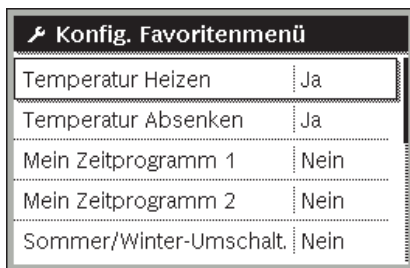 Konfig. Favoritenmenü
Temperatur Heizen Ja
Temperatur Absenken Ja
Mein Zeitprogramm 1 Nein
Mein Zeitprogramm 2 Nein
Sommer/Winter-Umschalt. Nein